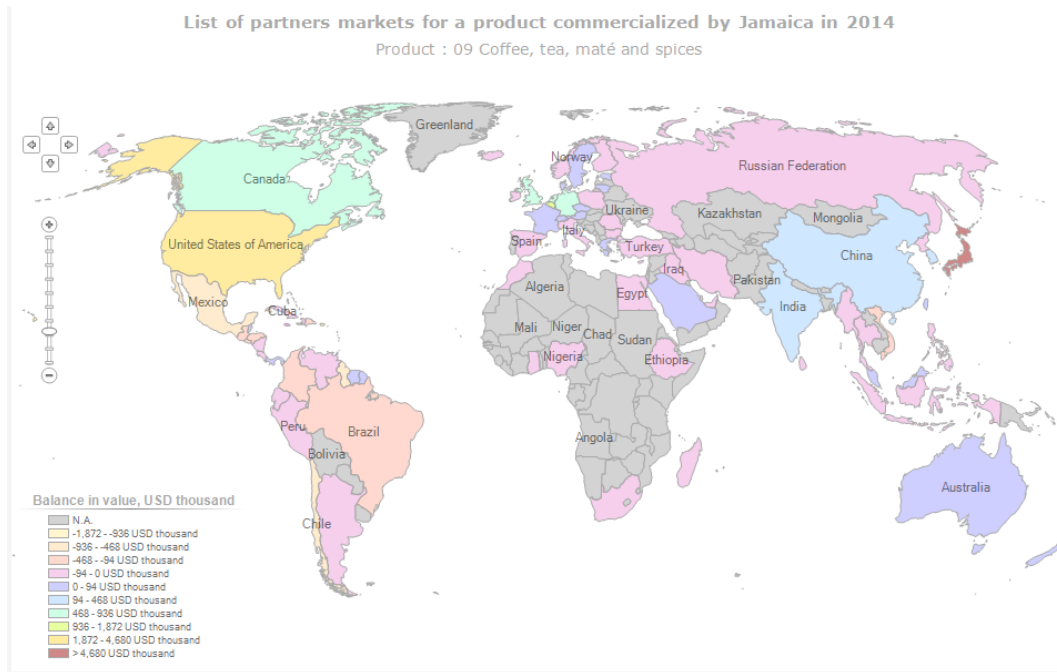 List of partners markets for a product commercialized by Jamaica in 2014
Product : 09 Coffee, tea, maté and spices
Greenland
Norway
Russian Federation
Canada
Ukraine
Kazakhstan
Mongolia
United States of America
Spain
Italy
Turkey
China
Iraq
Pakistan
Mexico
Algeria
Egypt
India
Cuba
Mali
Niger
Chad
Sudan
Nigeria
Ethiopia
Peru
Brazil
Angola
Bolivia
Australia
Chile
Balance in value, USD thousand
N.A.
-1,872 - -936 USD thousand
-936 - -468 USD thousand
-468 - -94 USD thousand
-94 - 0 USD thousand
0 - 94 USD thousand
94 - 468 USD thousand
468 - 936 USD thousand
936 - 1,872 USD thousand
1,872 - 4,680 USD thousand
> 4,680 USD thousand